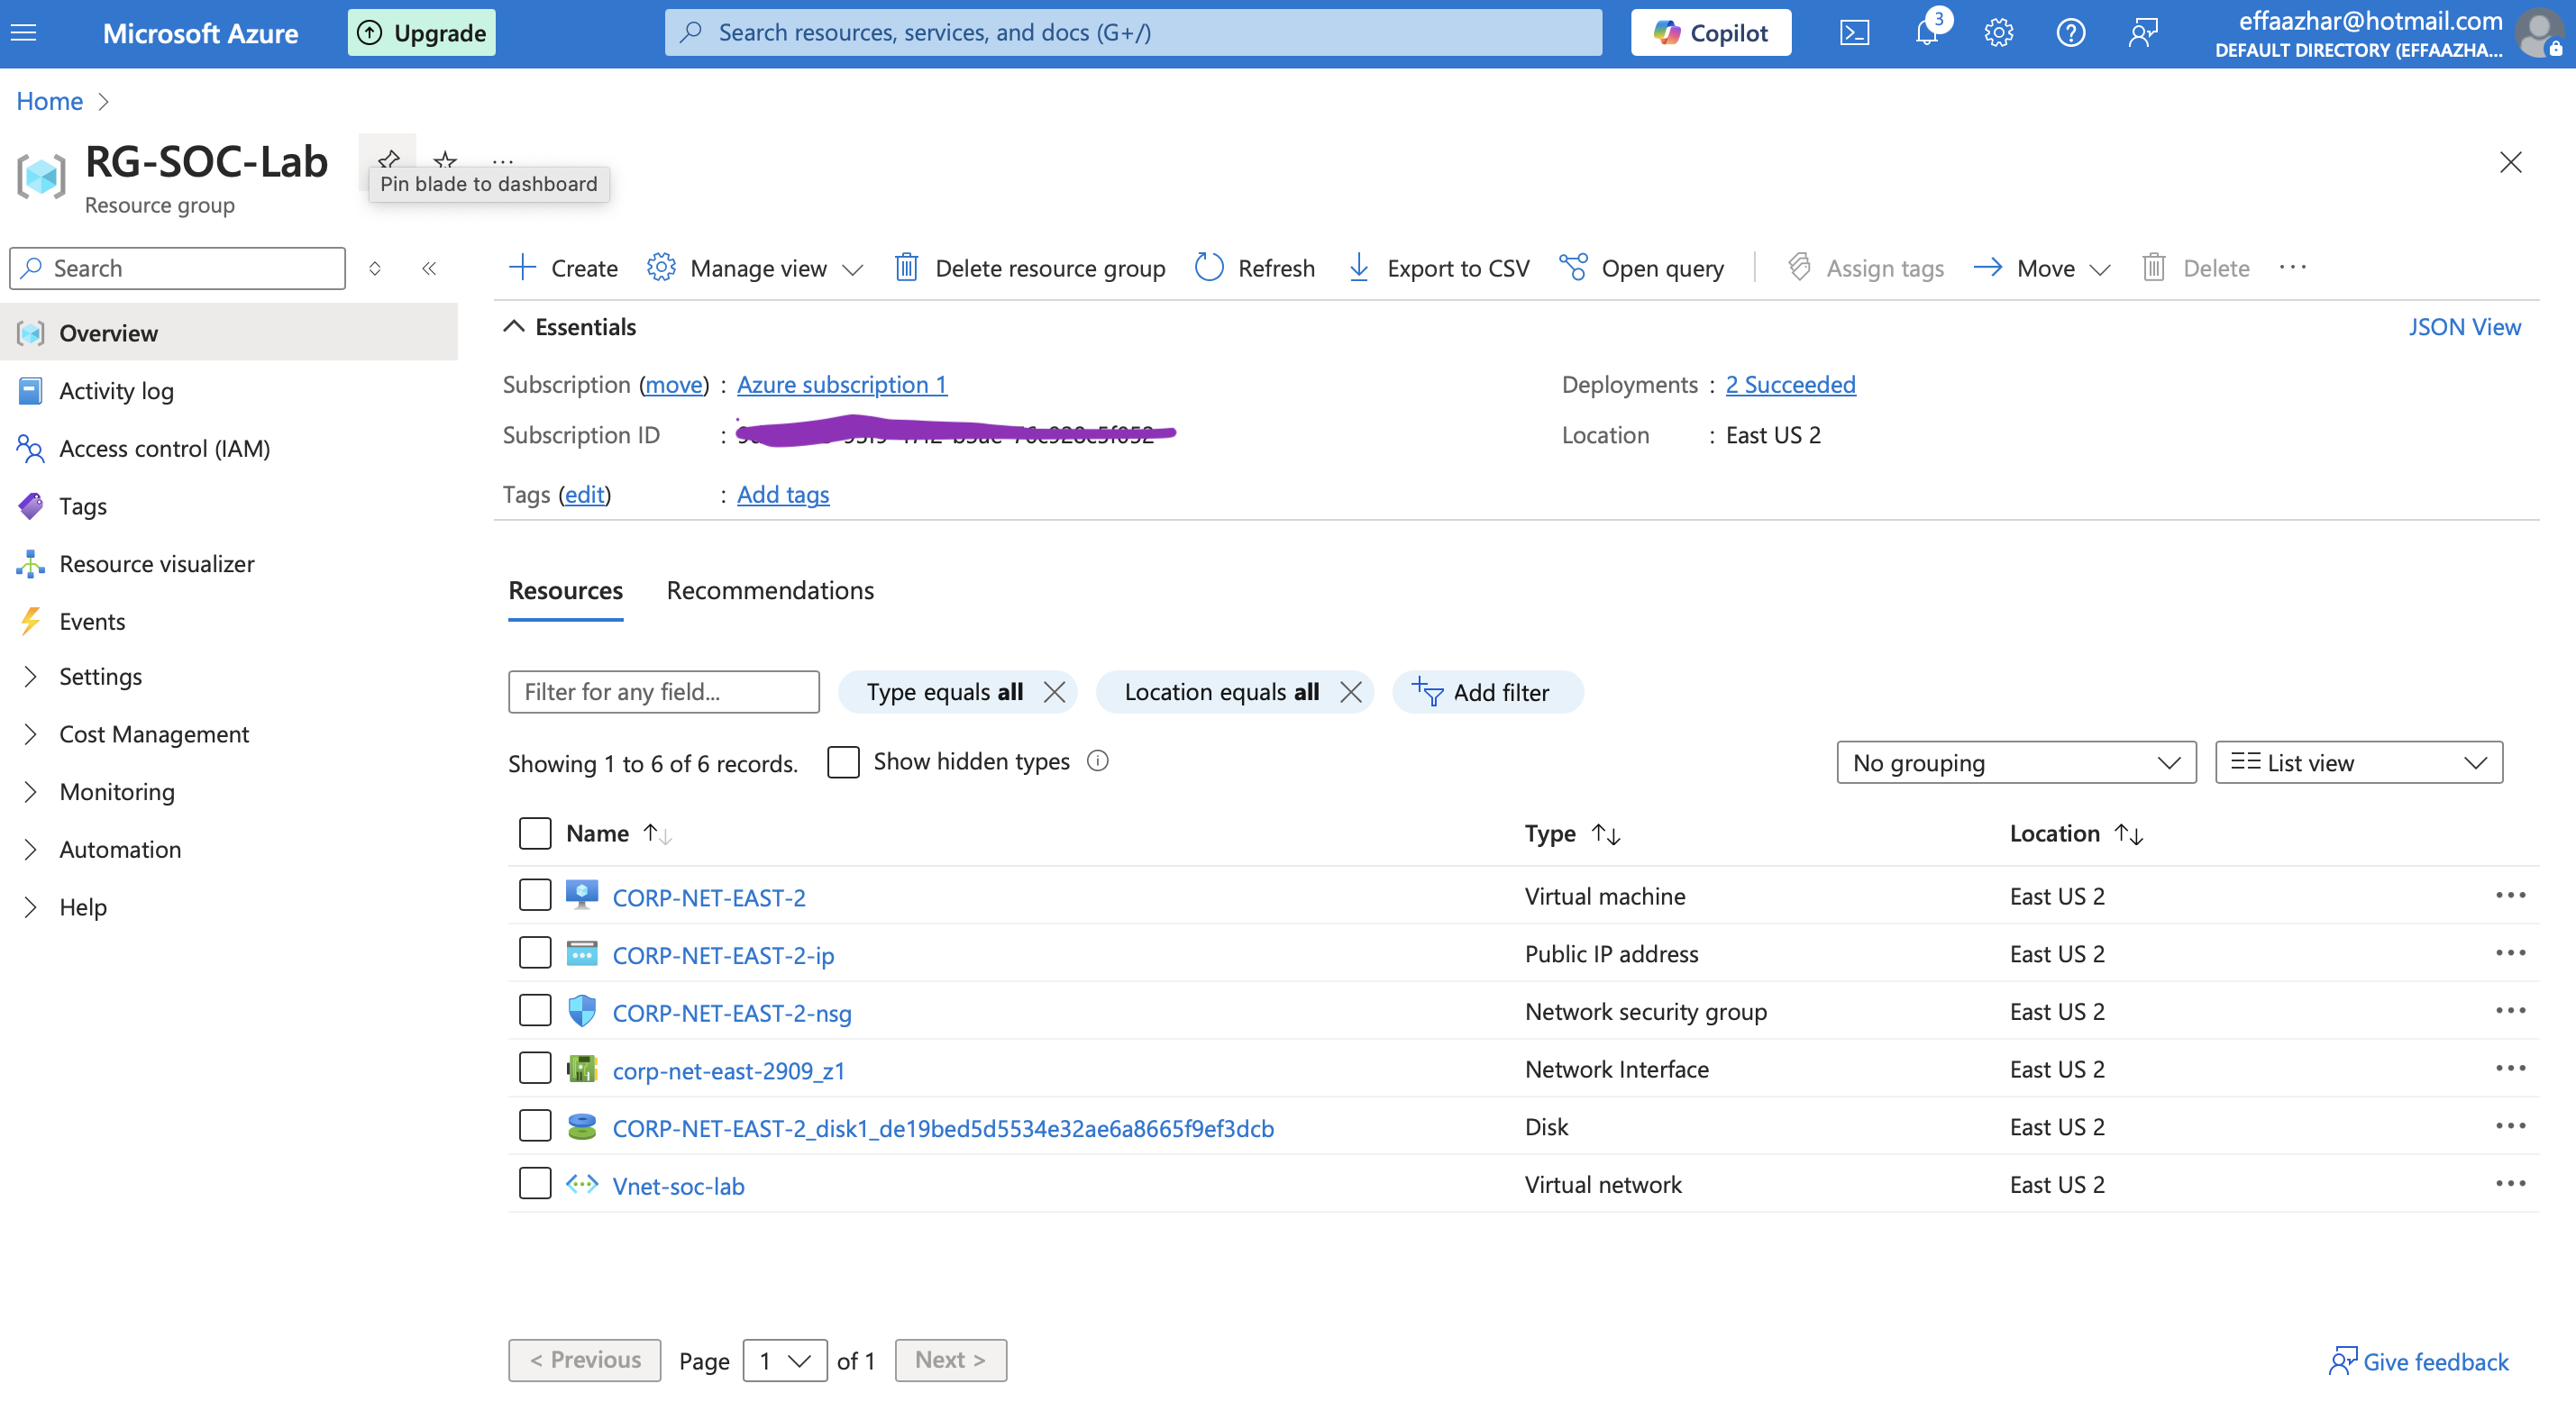 Microsoft Azure
Upgrade
Search resources, services, and docs (G+/)
Copilot
3
effaazhar@hotmail.com
DEFAULT DIRECTORY (EFFAAZHA...
Home
RG-SOC-Lab
...
Pin blade to dashboard
Resource group
Search
Create
Manage view
Delete resource group
Refresh
Export to CSV
Open query
Assign tags
Move
Delete
...
Overview
Activity log
Access control (IAM)
Tags
Resource visualizer
Events
Settings
Cost Management
Monitoring
Automation
Help
Essentials
JSON View
Subscription (move) : Azure subscription 1
Deployments : 2 Succeeded
Subscription ID :
Location : East US 2
Tags (edit) : Add tags
Resources
Recommendations
Filter for any field...
Type equals all
Location equals all
Add filter
Showing 1 to 6 of 6 records.
Show hidden types
No grouping
List view
Name Type Location
CORP-NET-EAST-2 Virtual machine East US 2
CORP-NET-EAST-2-ip Public IP address East US 2
CORP-NET-EAST-2-nsg Network security group East US 2
corp-net-east-2909_z1 Network Interface East US 2
CORP-NET-EAST-2_disk1_de19bed5d5534e32ae6a8665f9ef3dcb Disk East US 2
Vnet-soc-lab Virtual network East US 2
< Previous
Page 1 of 1
Next >
Give feedback